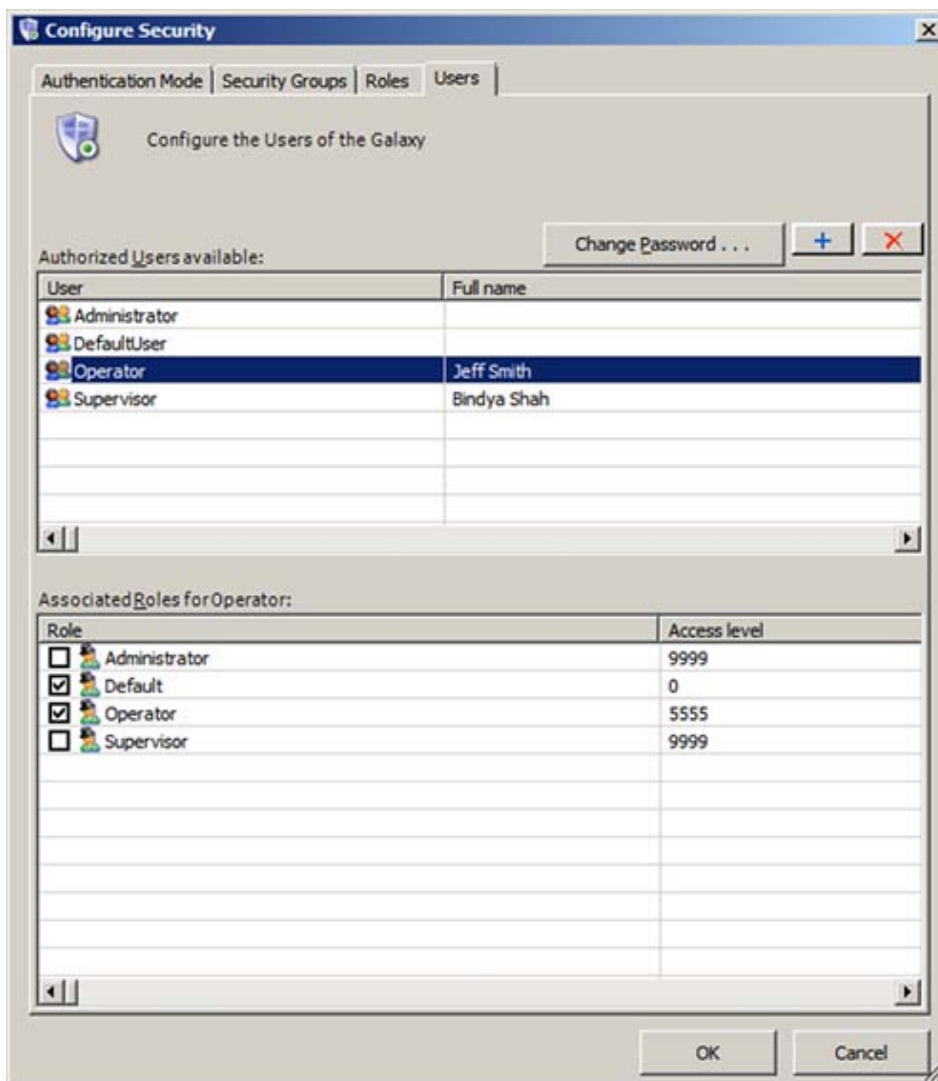 Configure Security
Authentication Mode Security Groups Roles Users
Configure the Users of the Galaxy
Change Password . . .
Authorized Users available:
User Full name
Administrator
DefaultUser
Operator Jeff Smith
Supervisor Bindya Shah
Associated Roles for Operator:
Role Access level
Administrator 9999
Default 0
Operator 5555
Supervisor 9999
OK Cancel